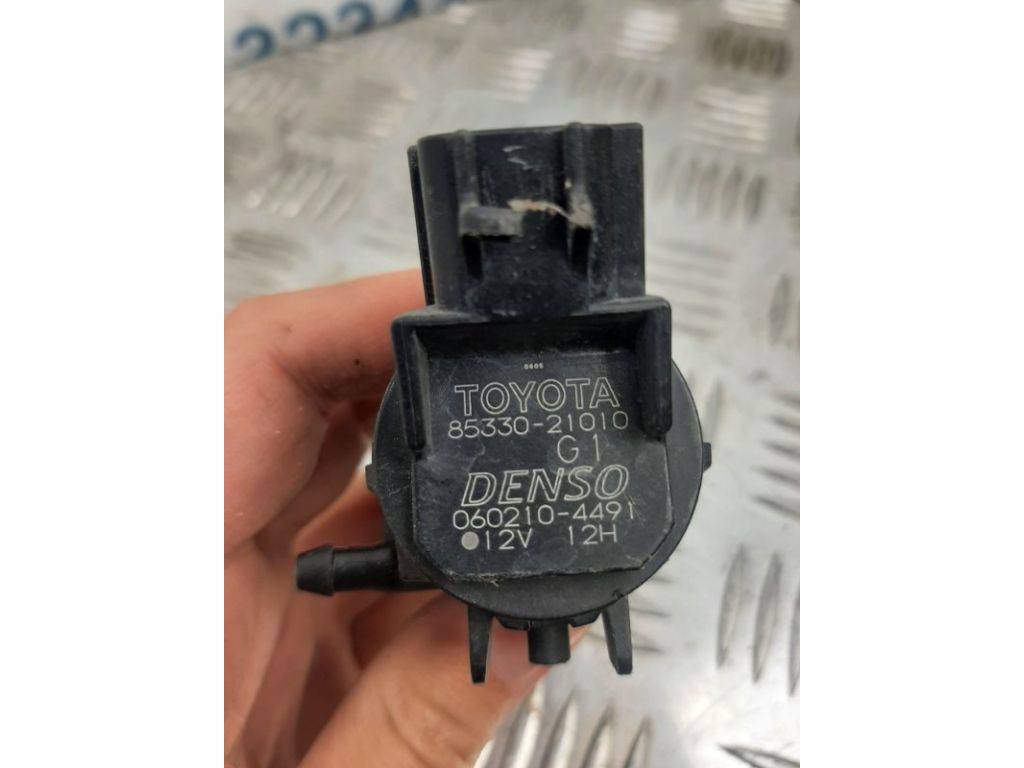 TOYOTA
85330-21010
G1
DENSO
060210-4491
12V 12H